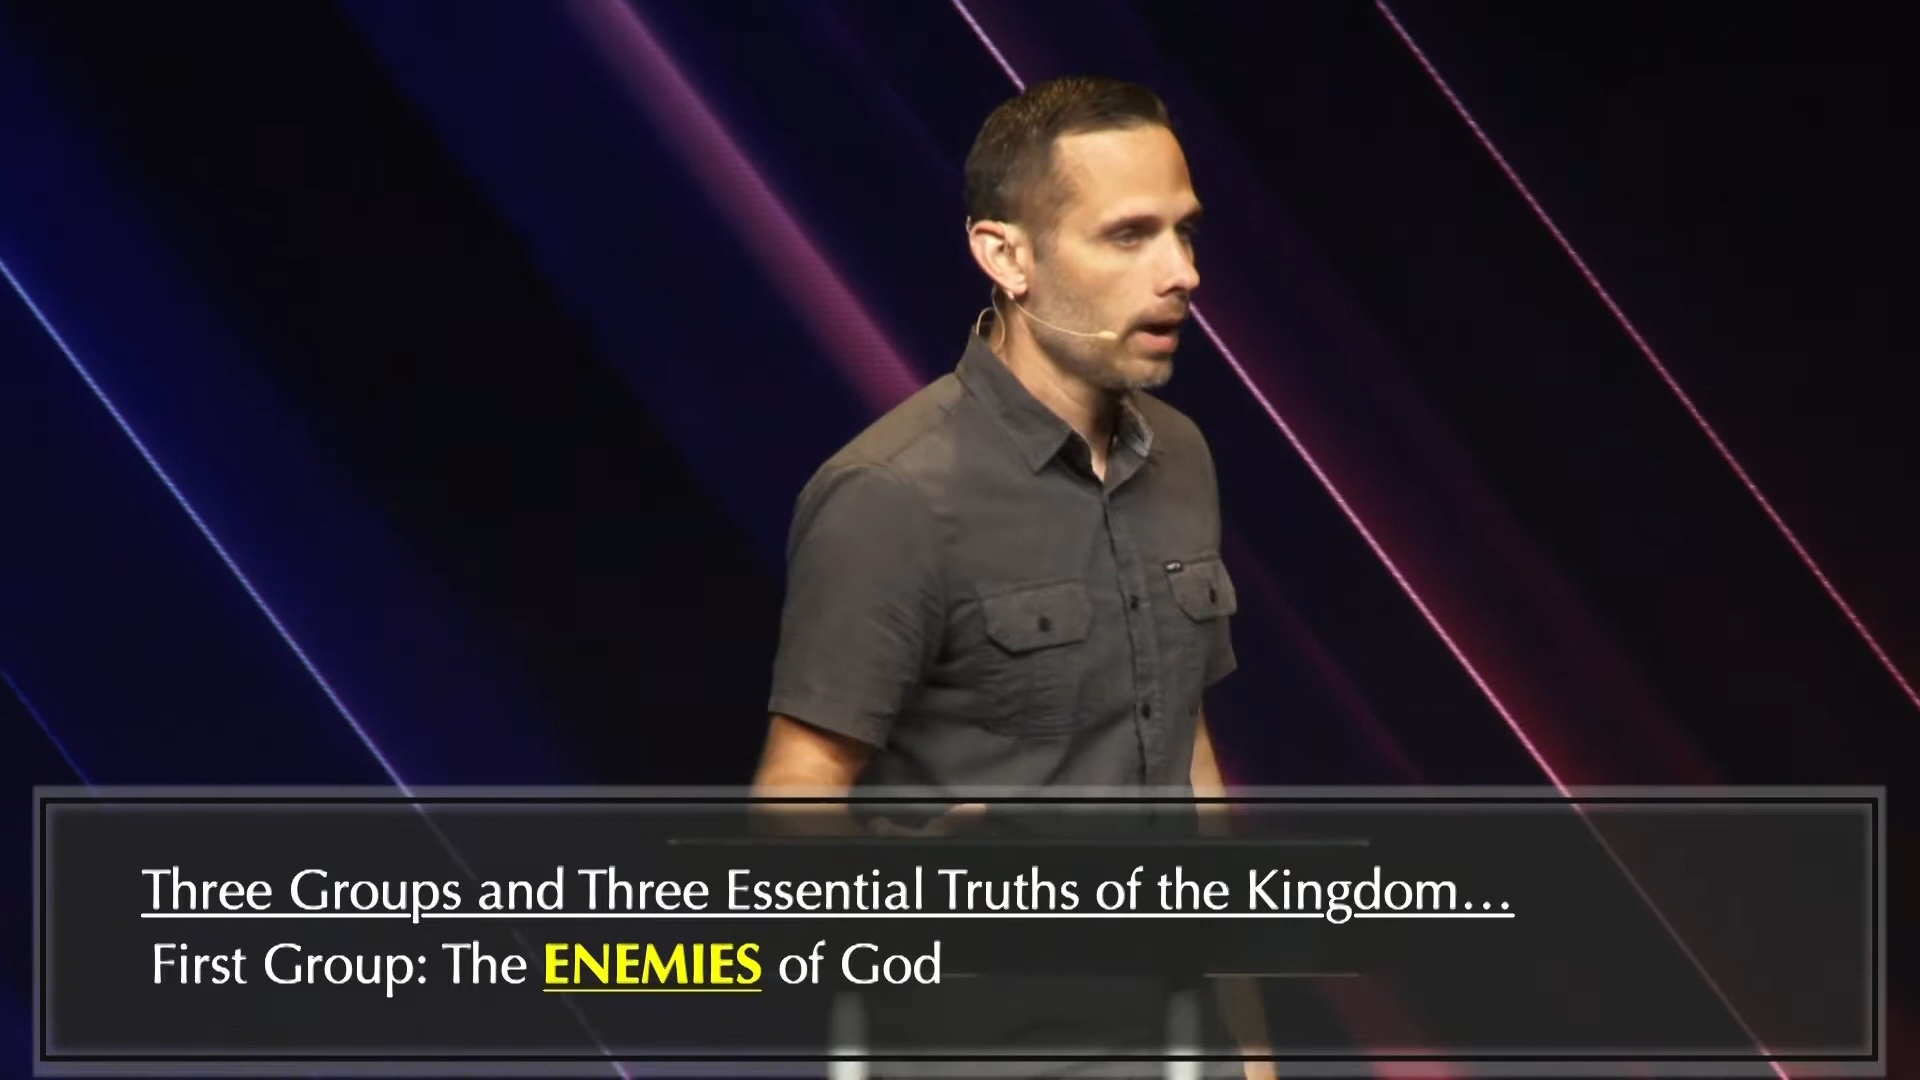 Three Groups and Three Essential Truths of the Kingdom…
First Group: The ENEMIES of God